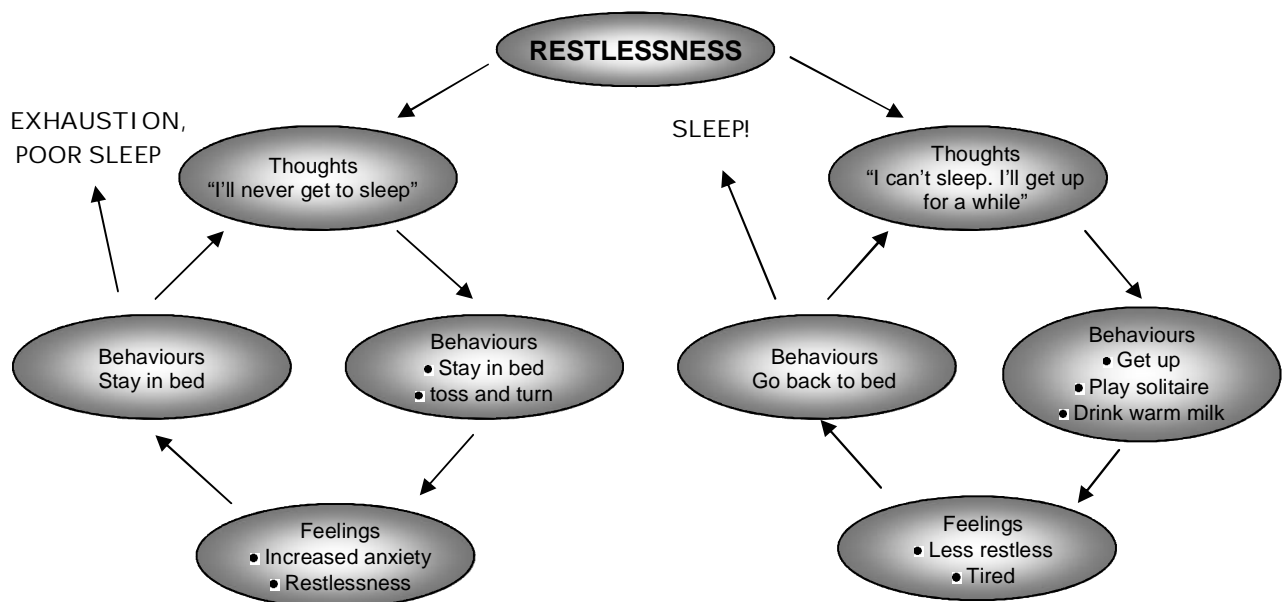 RESTLESSNESS
EXHAUSTION,
POOR SLEEP
Thoughts
“I’ll never get to sleep”
Behaviours
• Stay in bed
• toss and turn
Feelings
• Increased anxiety
• Restlessness
Behaviours
Stay in bed
SLEEP!
Thoughts
“I can’t sleep. I’ll get up
for a while”
Behaviours
• Get up
• Play solitaire
• Drink warm milk
Feelings
• Less restless
• Tired
Behaviours
Go back to bed